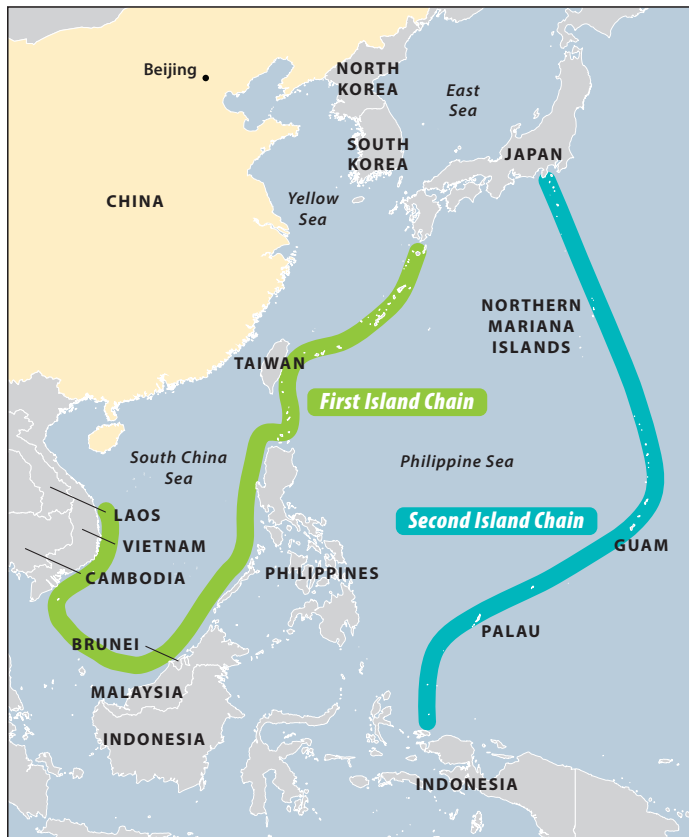 Beijing
NORTH
KOREA
East
Sea
SOUTH
KOREA
JAPAN
CHINA
Yellow
Sea
NORTHERN
MARIANA
ISLANDS
TAIWAN
First Island Chain
South China
Sea
Philippine Sea
LAOS
Second Island Chain
VIETNAM
GUAM
CAMBODIA
PHILIPPINES
PALAU
BRUNEI
MALAYSIA
INDONESIA
INDONESIA